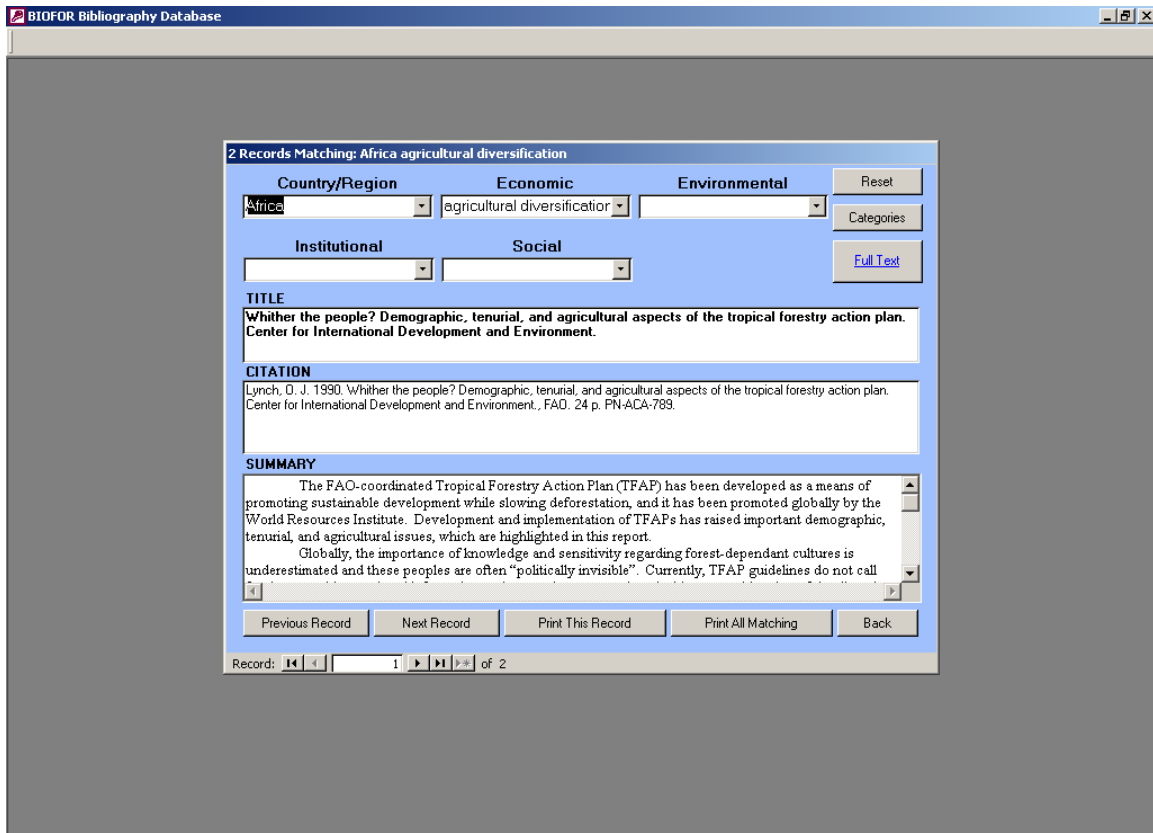 BIOFOR Bibliography Database
2 Records Matching: Africa agricultural diversification
Country/Region Economic Environmental Reset
Africa agricultural diversification
Categories
Institutional Social
Full Text
TITLE
Whither the people? Demographic, tenurial, and agricultural aspects of the tropical forestry action plan.
Center for International Development and Environment.
CITATION
Lynch, O. J. 1990. Whither the people? Demographic, tenurial, and agricultural aspects of the tropical forestry action plan.
Center for International Development and Environment., FAO. 24 p. PN-ACA-789.
SUMMARY
The FAO-coordinated Tropical Forestry Action Plan (TFAP) has been developed as a means of
promoting sustainable development while slowing deforestation, and it has been promoted globally by the
World Resources Institute. Development and implementation of TFAPs has raised important demographic,
tenurial, and agricultural issues, which are highlighted in this report.
Globally, the importance of knowledge and sensitivity regarding forest-dependant cultures is
underestimated and these peoples are often “politically invisible”. Currently, TFAP guidelines do not call
Previous Record Next Record Print This Record Print All Matching Back
Record: 1 of 2